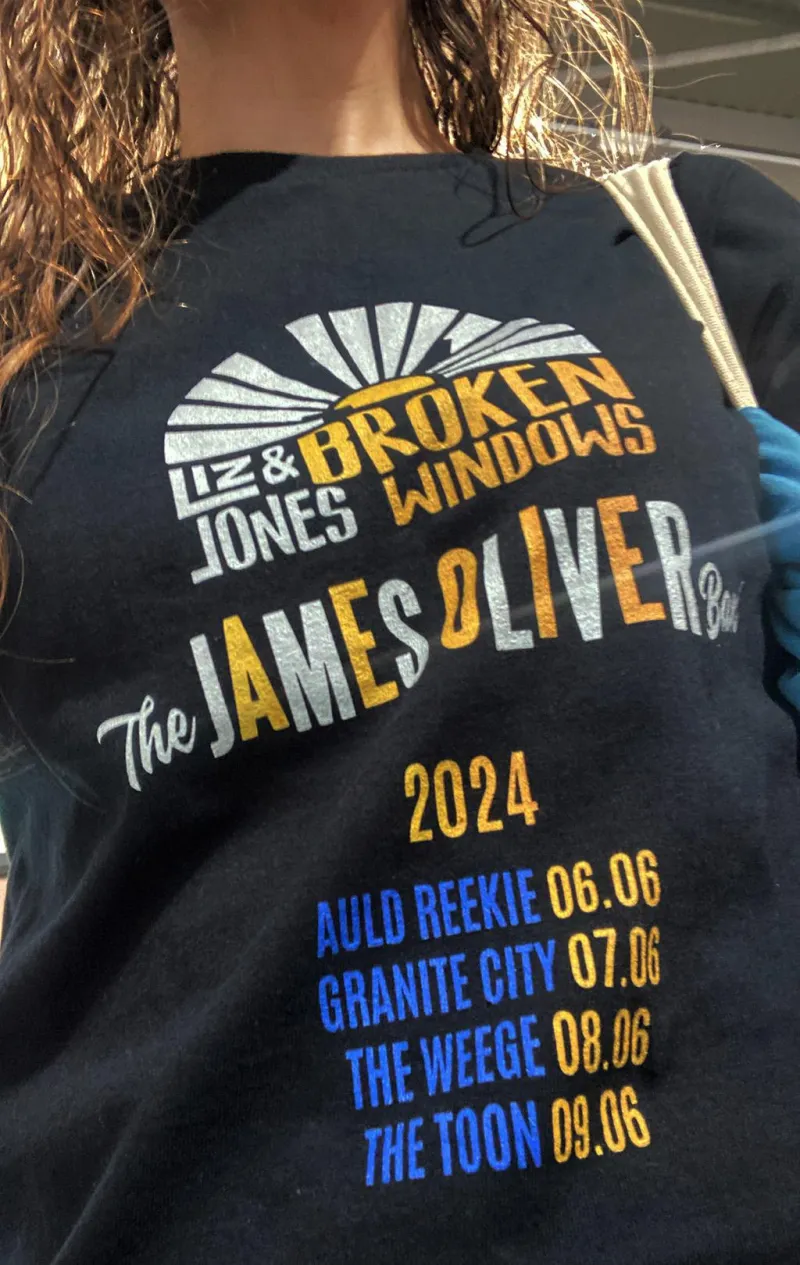 LIZ & BROKEN
JONES WINDOWS
The JAMES OLIVER
2024
AULD REEKIE 06.06
GRANITE CITY 07.06
THE WEEGE 08.06
THE TOON 09.06